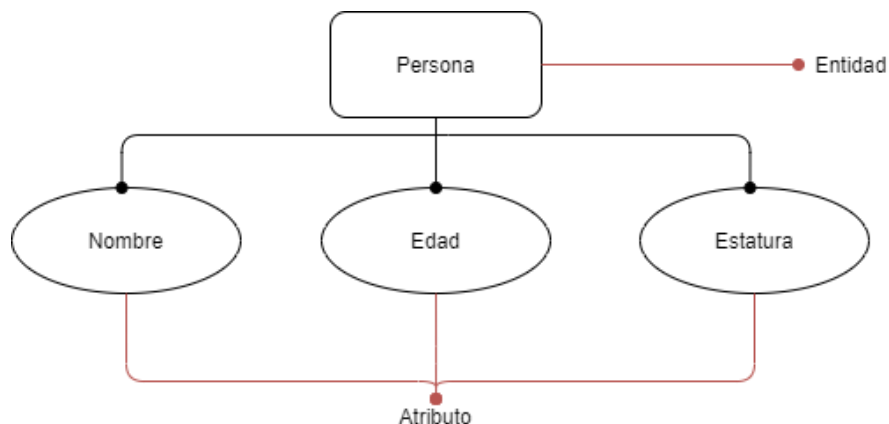 Persona
Entidad
Nombre
Edad
Estatura
Atributo